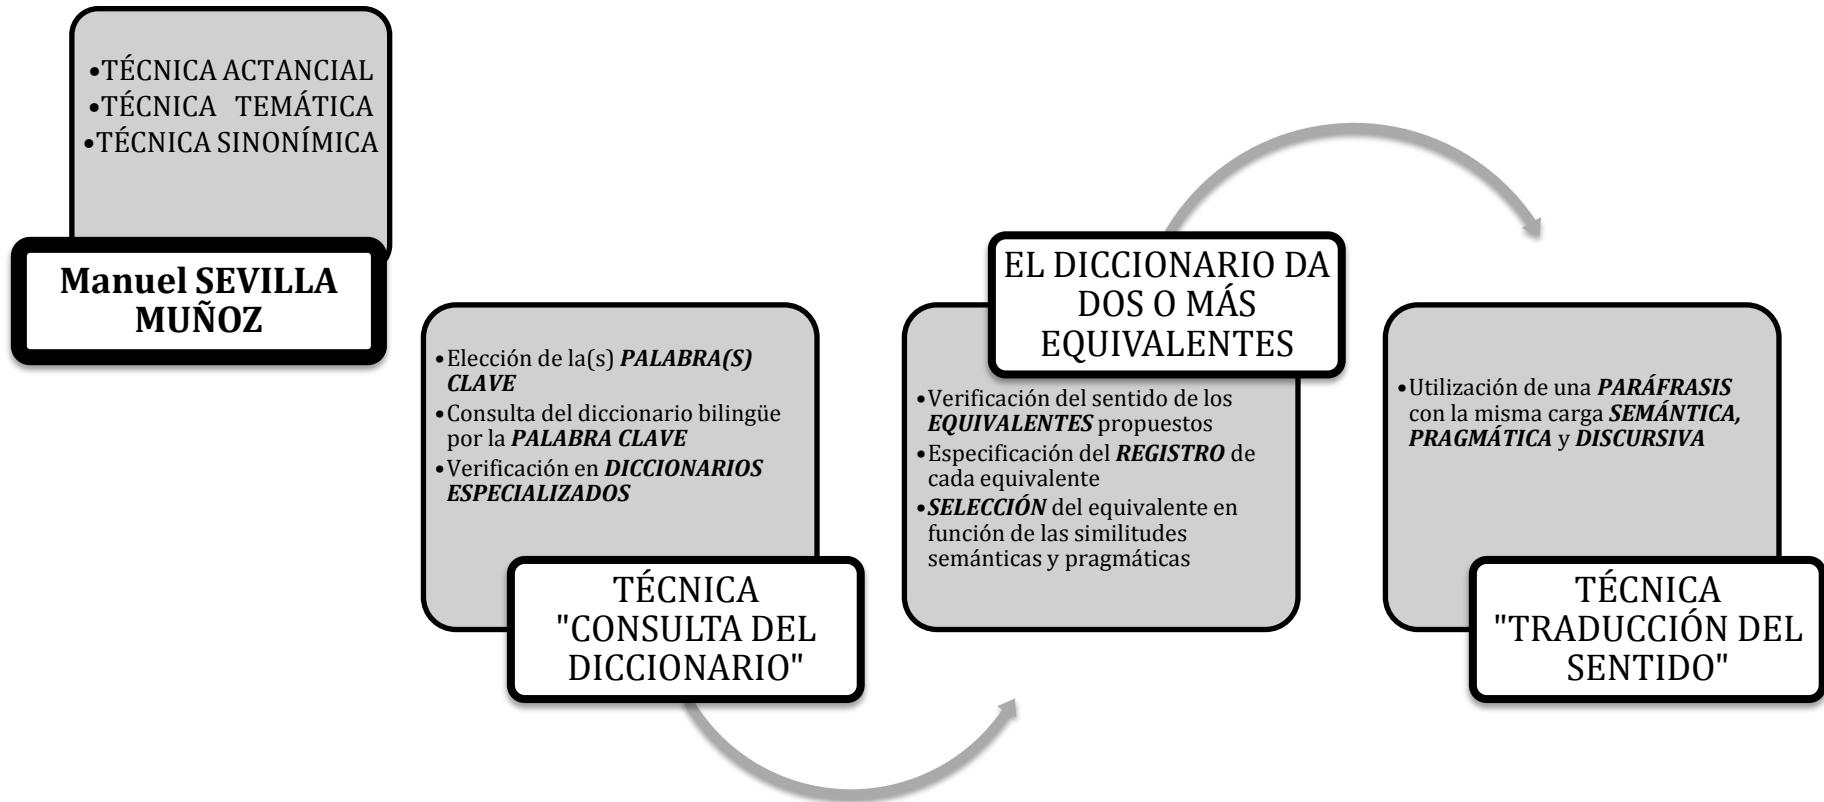 •TÉCNICA ACTANCIAL
•TÉCNICA TEMÁTICA
•TÉCNICA SINONÍMICA
Manuel SEVILLA
MUÑOZ
•Elección de la(s) PALABRA(S)
CLAVE
•Consulta del diccionario bilingüe
por la PALABRA CLAVE
•Verificación en DICCIONARIOS
ESPECIALIZADOS
TÉCNICA
"CONSULTA DEL
DICCIONARIO"
EL DICCIONARIO DA
DOS O MÁS
EQUIVALENTES
•Verificación del sentido de los
EQUIVALENTES propuestos
•Especificación del REGISTRO de
cada equivalente
•SELECCIÓN del equivalente en
función de las similitudes
semánticas y pragmáticas
•Utilización de una PARÁFRASIS
con la misma carga SEMÁNTICA,
PRAGMÁTICA y DISCURSIVA
TÉCNICA
"TRADUCCIÓN DEL
SENTIDO"